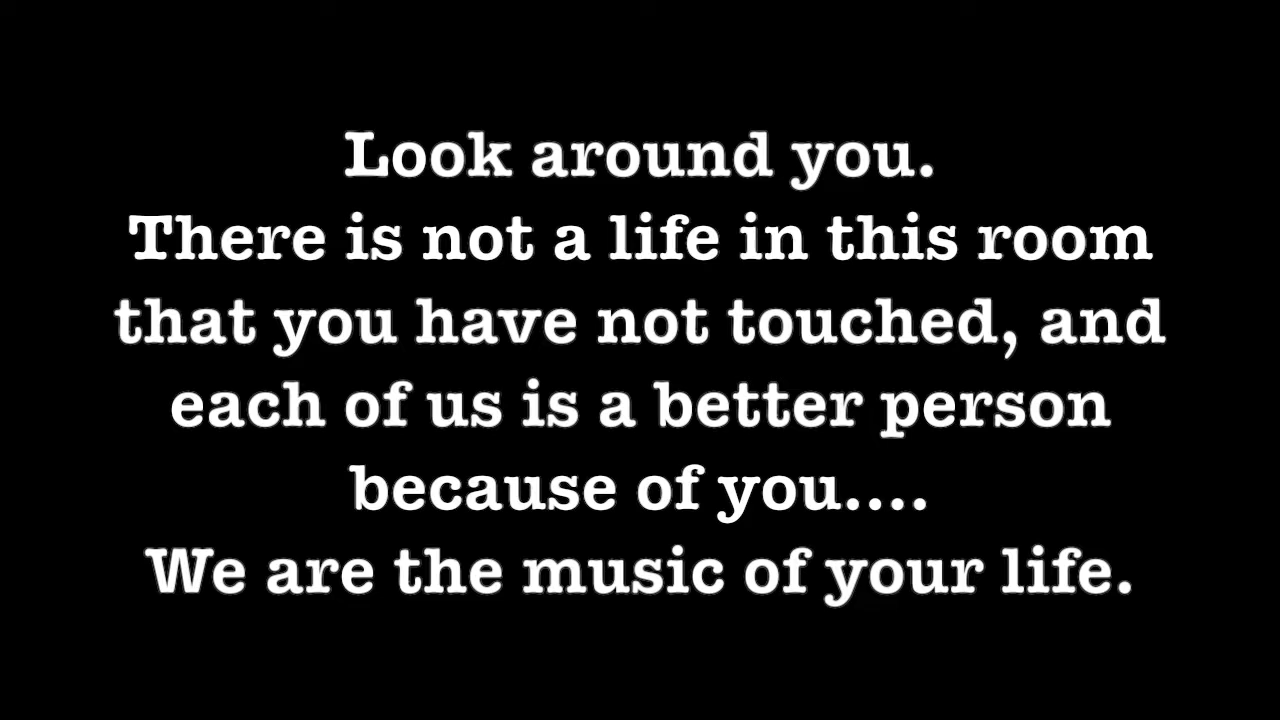 Look around you.
There is not a life in this room
that you have not touched, and
each of us is a better person
because of you....
We are the music of your life.